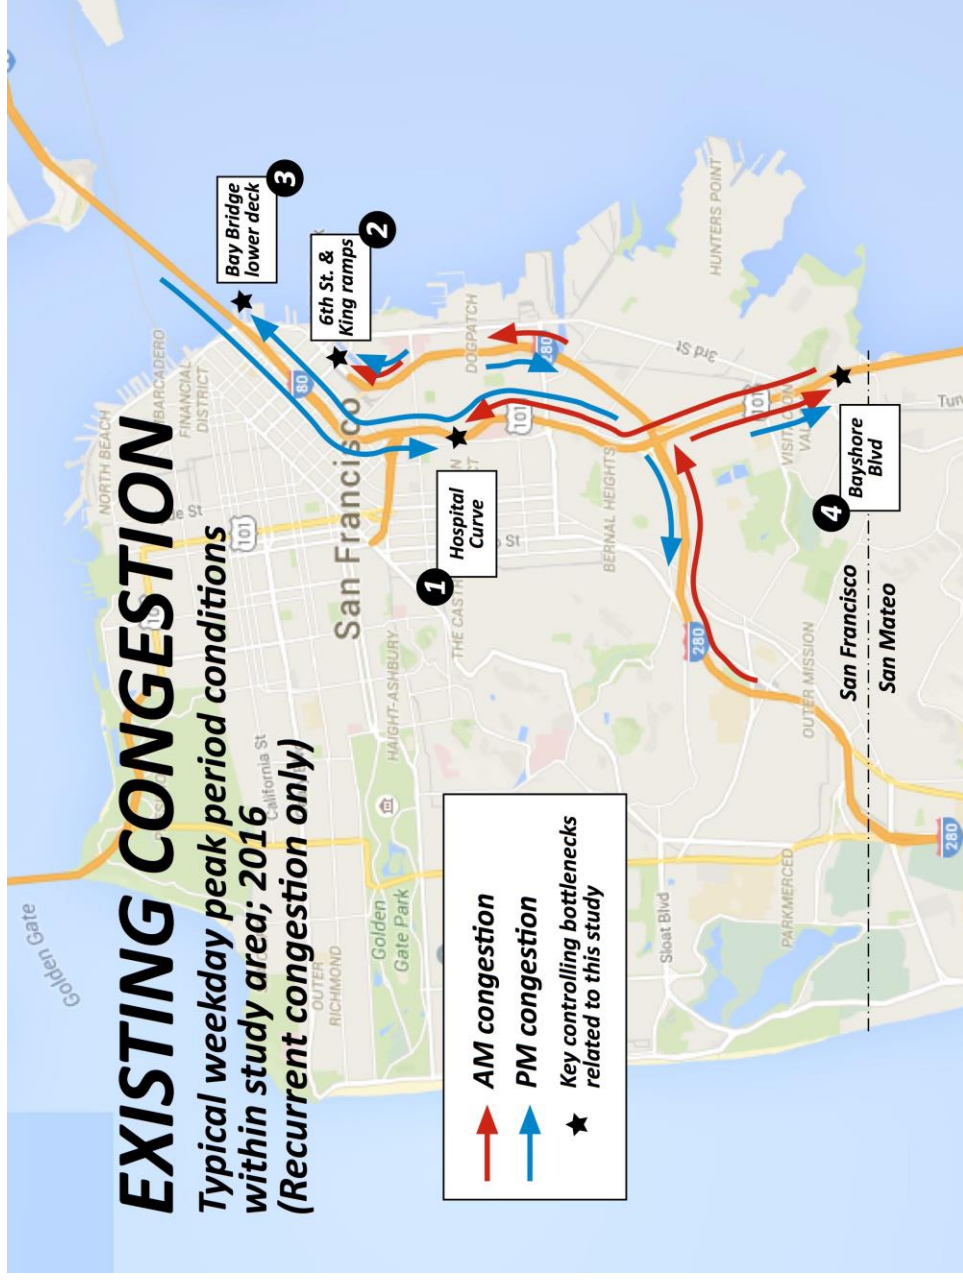 EXISTING CONGESTION
Typical weekday peak period conditions
within study area; 2016
(Recurrent congestion only)
AM congestion
PM congestion
Key controlling bottlenecks
related to this study
3
Bay Bridge
lower deck
2
6th St. &
King ramps
1
Hospital
Curve
4
Bayshore
Blvd
San Francisco
San Mateo
Golden Gate
NORTH BEACH
FINANCIAL
DISTRICT
San Francisco
101
101
101
80
280
280
280
California St
OUTER
RICHMOND
Golden
Gate Park
HAIGHT-ASHBURY
DOGPATCH
3rd St
HUNTERS POINT
BERNAL HEIGHTS
OUTER MISSION
Sloat Blvd
PARKMERCED